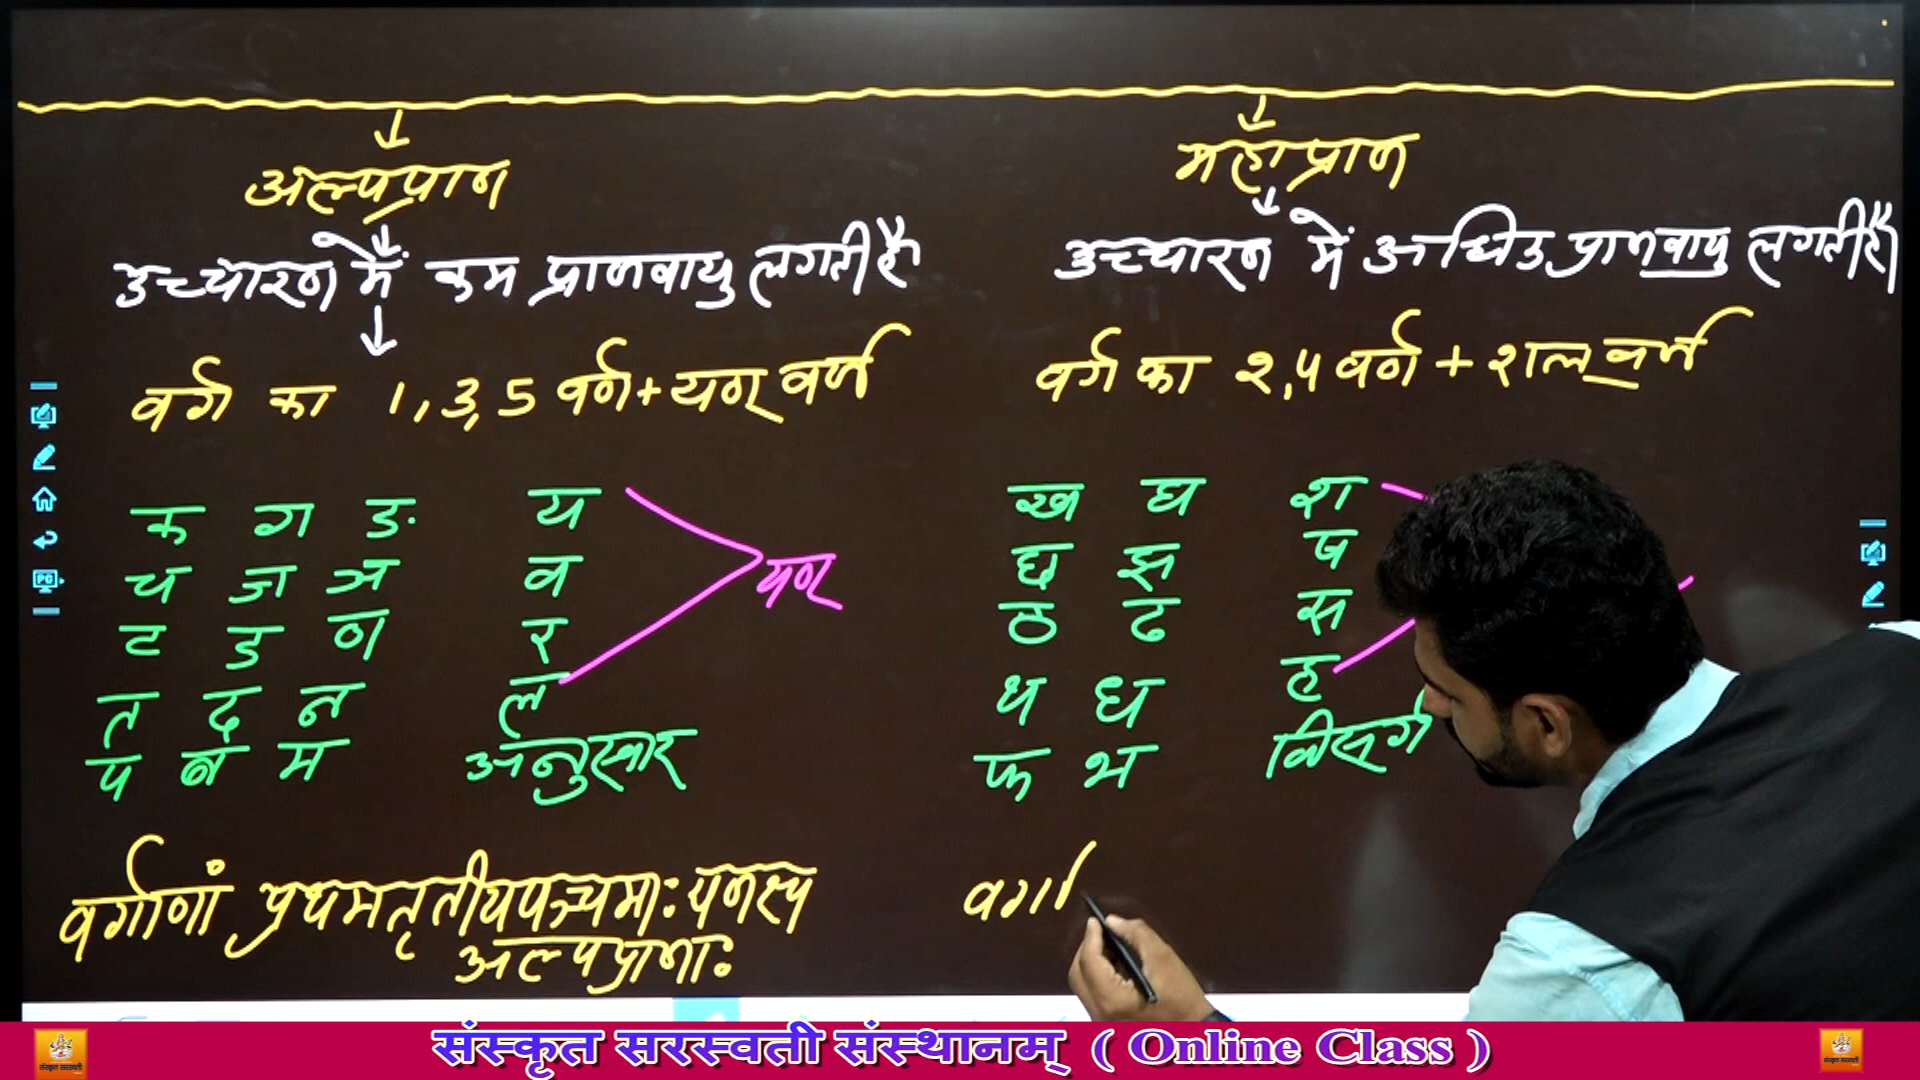 अल्पप्राण
उच्चारण में कम प्राणवायु लगती है
वर्ग का 1,3,5 वर्ण+यण् वर्ण
क ग ङ य
च ज ञ व
ट ड ण र
त द न ल
प ब म अनुस्वार
यण्
वर्गाणां प्रथमतृतीयपञ्चमाः यणश्च
अल्पप्राणाः
महाप्राण
उच्चारण में अधिक प्राणवायु लगती है
वर्ग का 2,4 वर्ण + शल् वर्ण
ख घ श
छ झ ष
ठ ढ स
थ ध ह
फ भ विसर्ग
वर्गा
संस्कृत सरस्वती संस्थानम् ( Online Class )